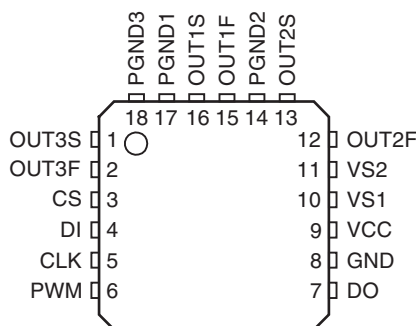 PGND3 PGND1 OUT1S OUT1F PGND2 OUT2S
18 17 16 15 14 13
OUT3S 1 12 OUT2F
OUT3F 2 11 VS2
CS 3 10 VS1
DI 4 9 VCC
CLK 5 8 GND
PWM 6 7 DO